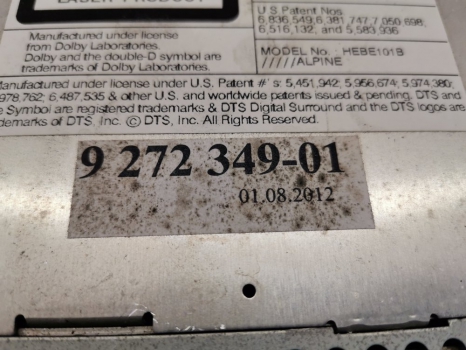 LASER PRODUCT
U.S. Patent Nos.
6,836,549;6,381,747;7,050,698;
6,516,132; and 5,583,936
Manufactured under license
from Dolby Laboratories.
Dolby and the double-D symbol are
trademarks of Dolby Laboratories.
MODEL No. : HEBE101B
/////ALPINE
Manufactured under license under U.S. Patent #'s: 5,451,942; 5,956,674; 5,974,380;
978,762; 6,487,535 & other U.S. and worldwide patents issued & pending. DTS and
e Symbol are registered trademarks & DTS Digital Surround and the DTS logos are
demarks of DTS, Inc. © DTS, Inc. All Rights Reserved.
9 272 349-01
01.08.2012